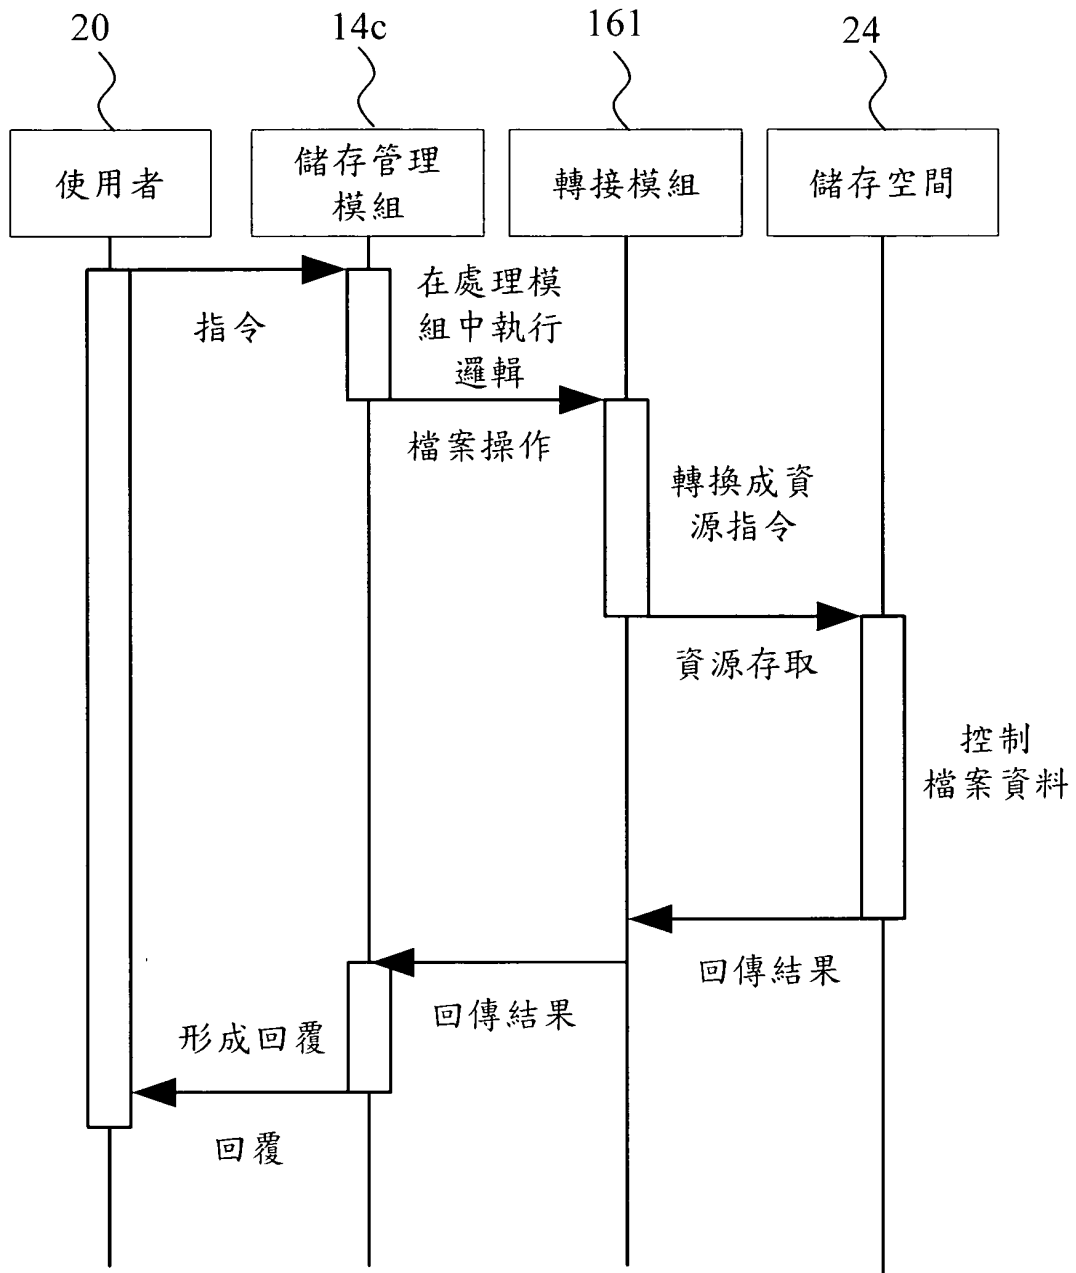 20
14c
161
24
使用者
儲存管理
模組
轉接模組
儲存空間
指令
在處理模
組中執行
邏輯
檔案操作
轉換成資
源指令
資源存取
控制
檔案資料
回傳結果
回傳結果
形成回覆
回覆